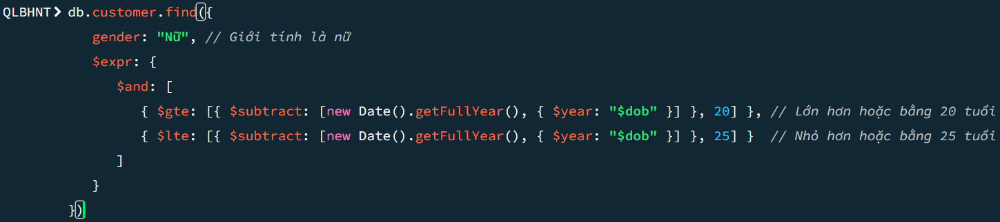 QLBHNT> db.customer.find({
gender: "Nữ", // Giới tính là nữ
$expr: {
$and: [
{ $gte: [{ $subtract: [new Date().getFullYear(), { $year: "$dob" }] }, 20] }, // Lớn hơn hoặc bằng 20 tuổi
{ $lte: [{ $subtract: [new Date().getFullYear(), { $year: "$dob" }] }, 25] } // Nhỏ hơn hoặc bằng 25 tuổi
]
}
})